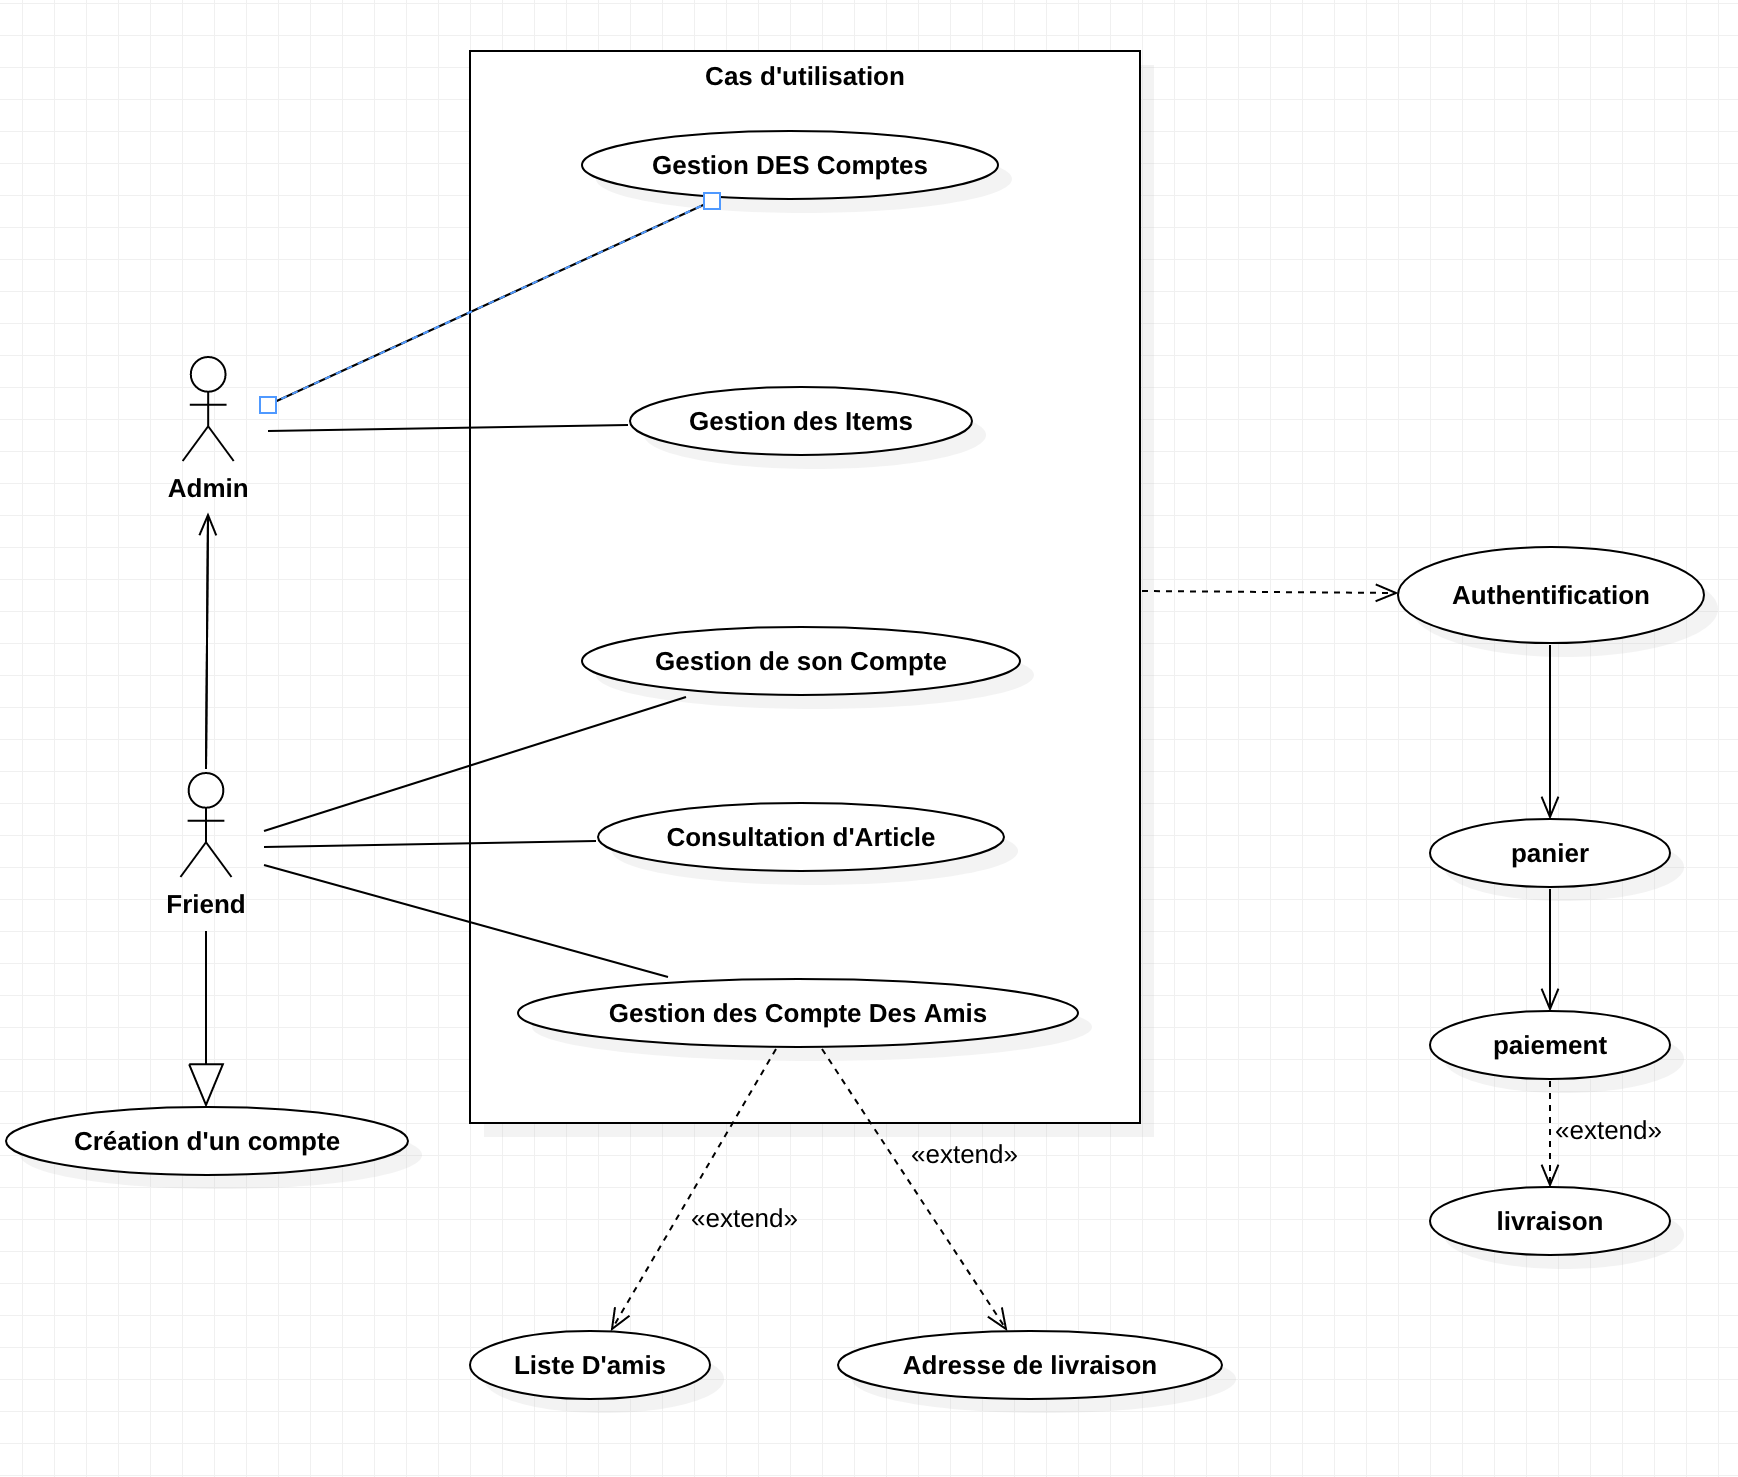 Cas d'utilisation
Gestion DES Comptes
Gestion des Items
Admin
Authentification
Gestion de son Compte
Consultation d'Article
panier
Friend
Gestion des Compte Des Amis
paiement
«extend»
Création d'un compte
«extend»
«extend»
livraison
Liste D'amis
Adresse de livraison